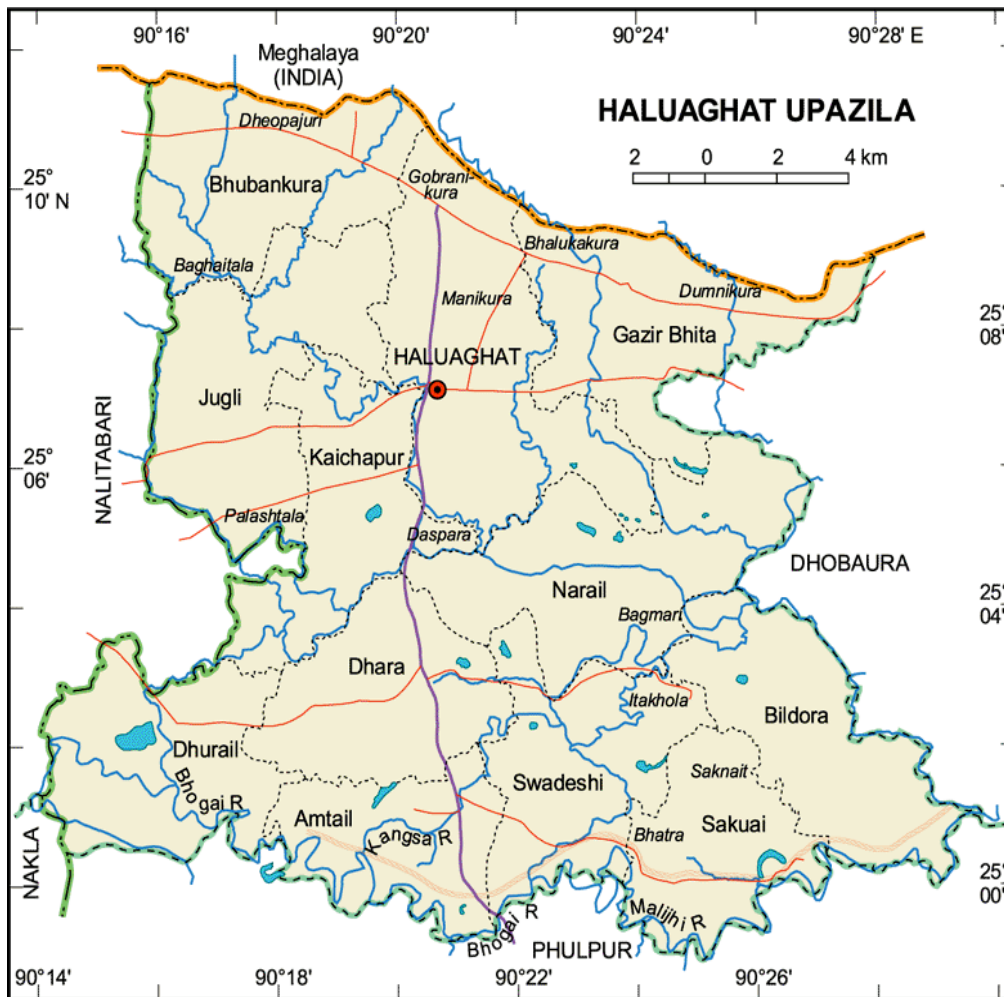 90°16'
90°20'
90°24'
90°28' E
Meghalaya
(INDIA)
HALUAGHAT UPAZILA
2 0 2 4 km
Dheopajuri
Bhubankura
Gobrani-
kura
25°
10' N
Baghaitala
Bhalukakura
Manikura
Dumnikura
25°
08'
Gazir Bhita
HALUAGHAT
Jugli
Kaichapur
25°
06'
NALITABARI
Palashtala
Daspara
DHOBAURA
Narail
25°
04'
Bagmari
Dhara
Itakhola
Bildora
Dhurail
Saknait
Swadeshi
Bhogai R
Amtail
Kangsa R
Bhatra
Sakuai
NAKLA
25°
00'
Malijhi R
Bhogai R
PHULPUR
90°14'
90°18'
90°22'
90°26'